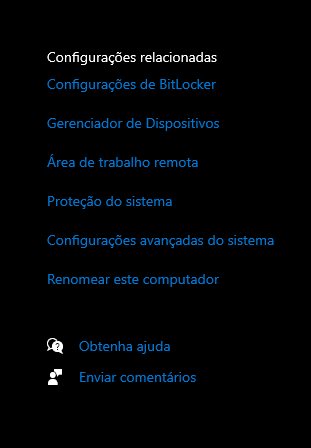 Configurações relacionadas
Configurações de BitLocker
Gerenciador de Dispositivos
Área de trabalho remota
Proteção do sistema
Configurações avançadas do sistema
Renomear este computador
Obtenha ajuda
Enviar comentários